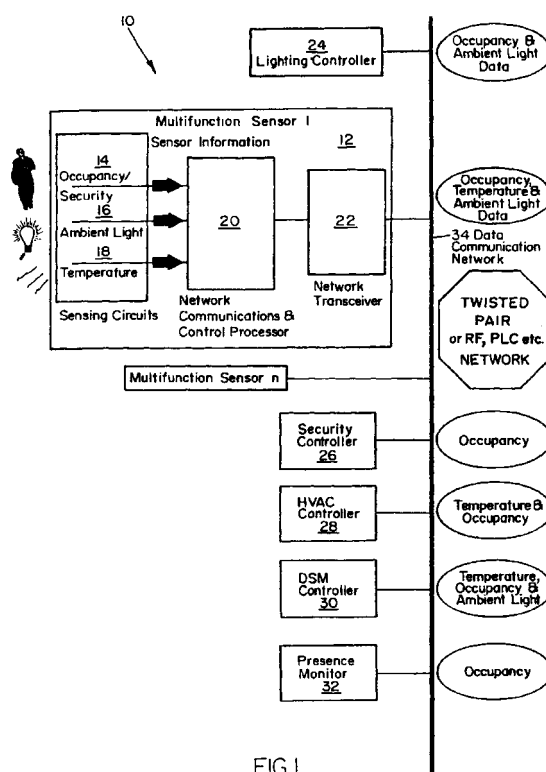 10
24
Lighting Controller
Occupancy &
Ambient Light
Data
Multifunction Sensor 1
Sensor Information
12
14
Occupancy/
Security
16
Ambient Light
18
Temperature
Sensing Circuits
20
Network
Communications &
Control Processor
22
Network
Transceiver
Occupancy,
Temperature &
Ambient Light
Data
34 Data
Communication
Network
TWISTED
PAIR
or RF, PLC etc.
NETWORK
Multifunction Sensor n
Security
Controller
26
Occupancy
HVAC
Controller
28
Temperature &
Occupancy
DSM
Controller
30
Temperature,
Occupancy &
Ambient Light
Presence
Monitor
32
Occupancy
FIG.1